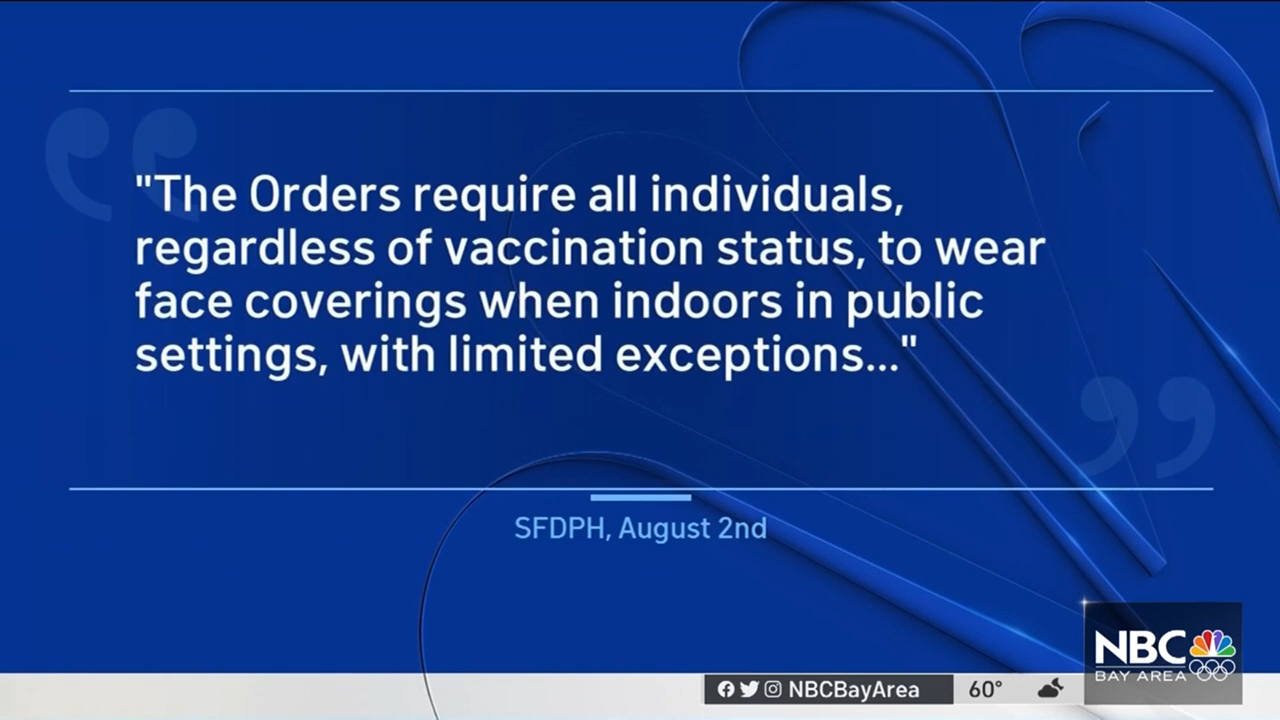 "The Orders require all individuals,
regardless of vaccination status, to wear
face coverings when indoors in public
settings, with limited exceptions..."
SFDPH, August 2nd
NBC
BAY AREA
NBCBayArea
60°